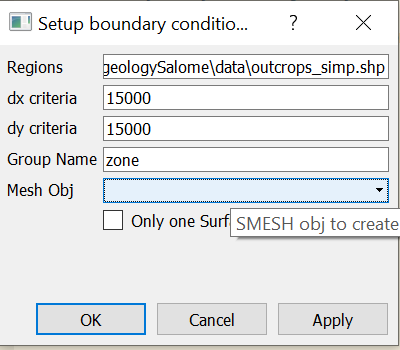 Setup boundary conditio...
Regions geologySalome\data\outcrops_simp.shp
dx criteria 15000
dy criteria 15000
Group Name zone
Mesh Obj
Only one Surf
SMESH obj to create
OK Cancel Apply